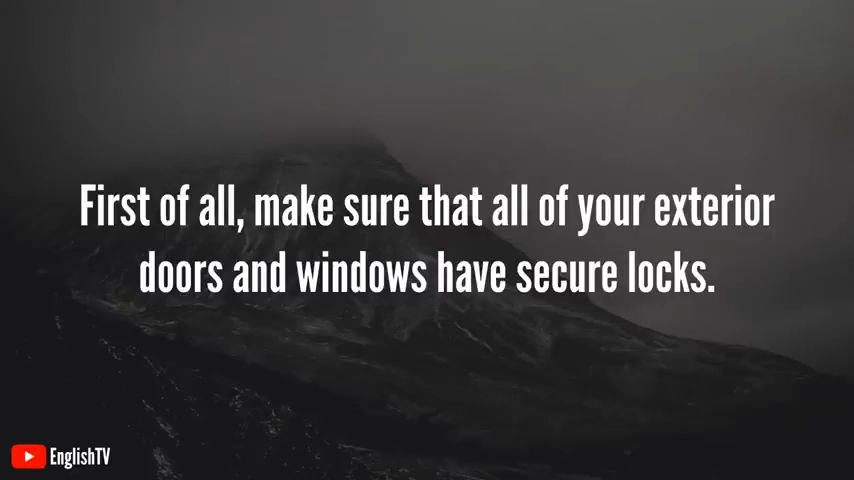 First of all, make sure that all of your exterior
doors and windows have secure locks.
EnglishTV